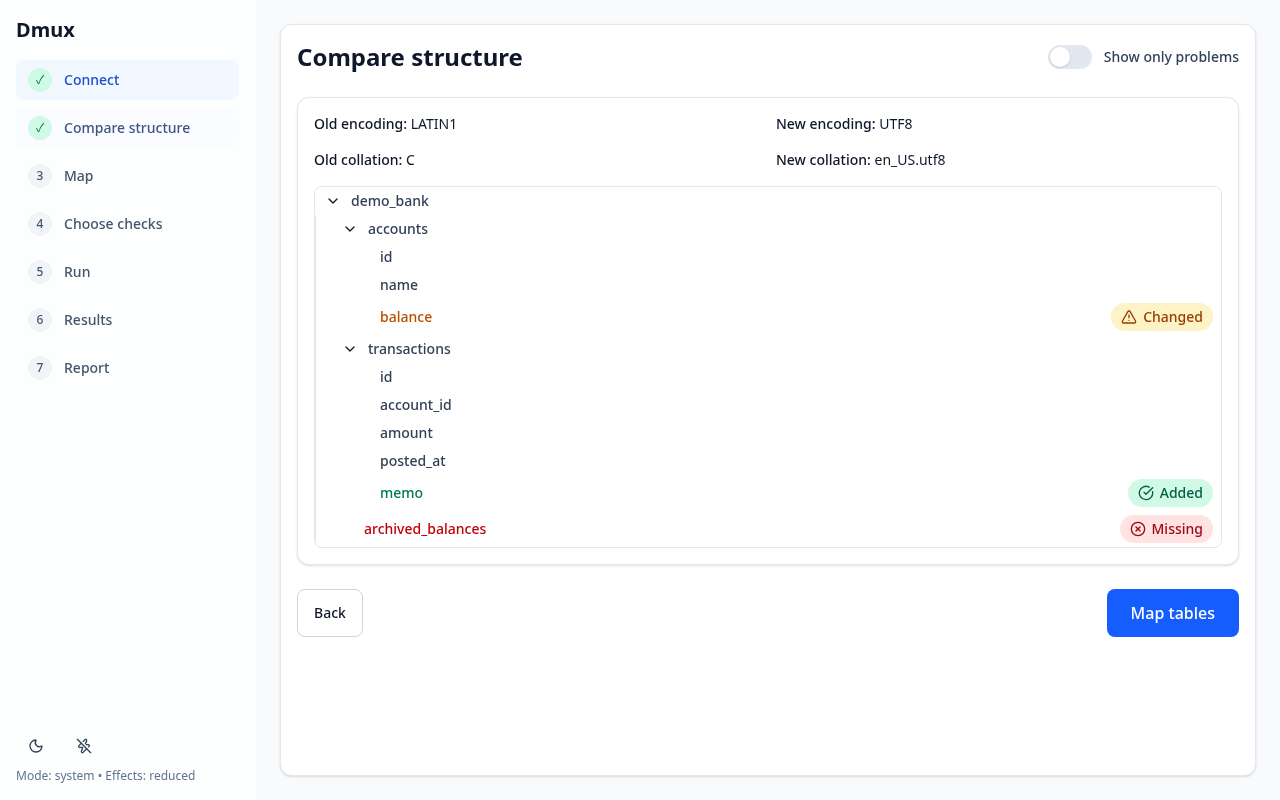 Dmux
✓ Connect
✓ Compare structure
3 Map
4 Choose checks
5 Run
6 Results
7 Report
Mode: system • Effects: reduced
Compare structure
Show only problems
Old encoding: LATIN1
New encoding: UTF8
Old collation: C
New collation: en_US.utf8
demo_bank
accounts
id
name
balance
Changed
transactions
id
account_id
amount
posted_at
memo
Added
archived_balances
Missing
Back
Map tables